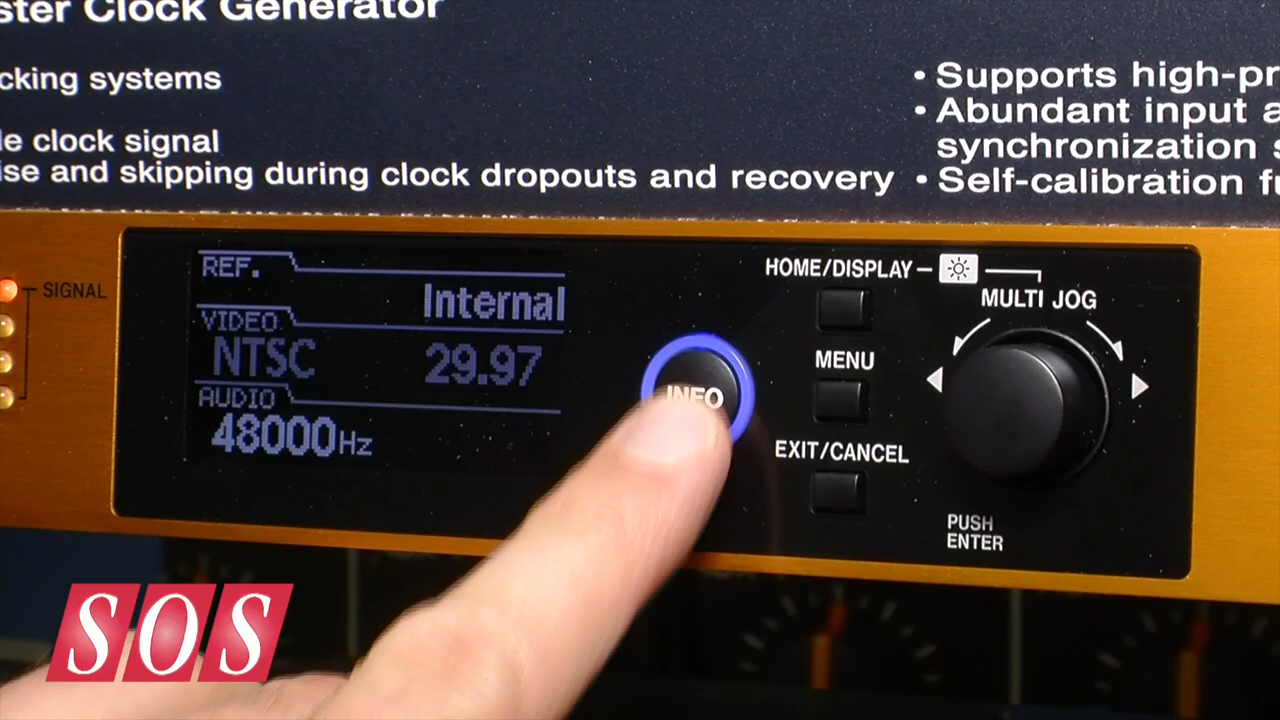 ster Clock Generator
cking systems
le clock signal
ise and skipping during clock dropouts and recovery
• Supports high-pr
• Abundant input a
synchronization s
• Self-calibration fu
SIGNAL
REF.
Internal
VIDEO
NTSC 29.97
AUDIO
48000Hz
INFO
HOME/DISPLAY
MULTI JOG
MENU
EXIT/CANCEL
PUSH
ENTER
SOS